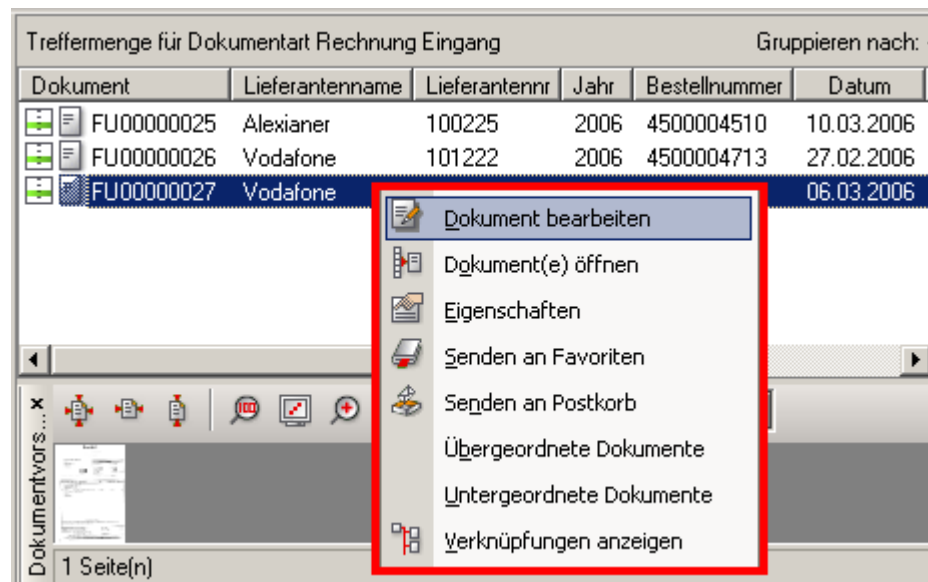 Treffermenge für Dokumentart Rechnung Eingang Gruppieren nach:
Dokument Lieferantenname Lieferantennr Jahr Bestellnummer Datum
FU00000025 Alexianer 100225 2006 4500004510 10.03.2006
FU00000026 Vodafone 101222 2006 4500004713 27.02.2006
FU00000027 Vodafone 06.03.2006
Dokument bearbeiten
Dokument(e) öffnen
Eigenschaften
Senden an Favoriten
Senden an Postkorb
Übergeordnete Dokumente
Untergeordnete Dokumente
Verknüpfungen anzeigen
Dokumentvors...
100
1 Seite(n)